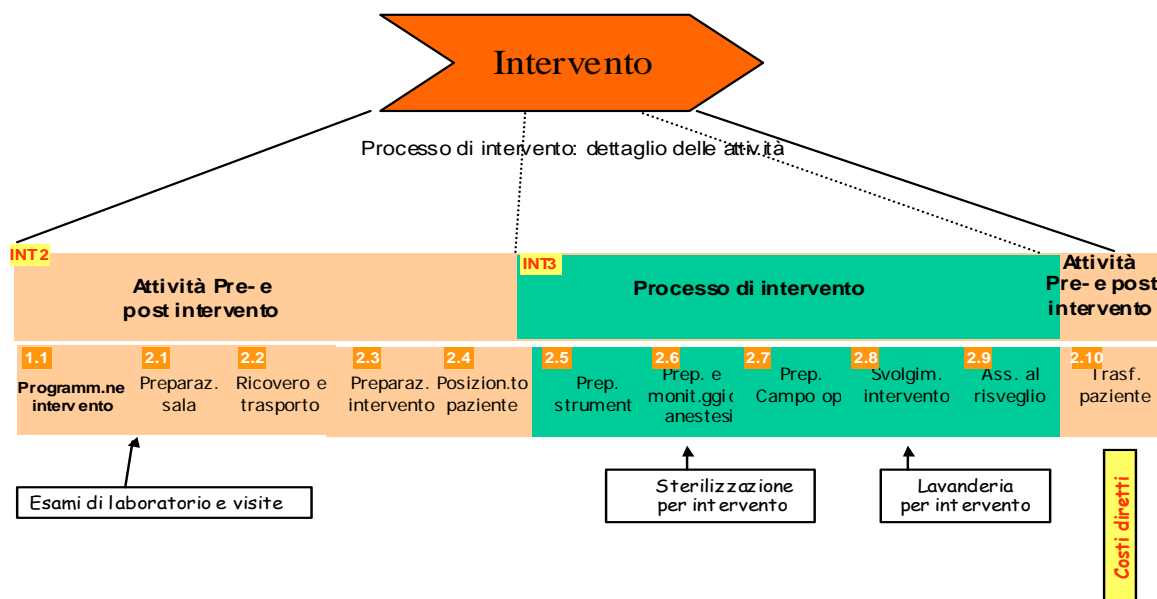 Intervento
Processo di intervento: dettaglio delle attività
INT2
Attività Pre- e
post intervento
INT3
Processo di intervento
Attività
Pre- e post
intervento
1.1
Programm.ne
intervento
2.1
Preparaz.
sala
2.2
Ricovero e
trasporto
2.3
Preparaz.
intervento
2.4
Posizion.to
paziente
2.5
Prep.
strument
2.6
Prep. e
monit.ggio
anestesi
2.7
Prep.
Campo op
2.8
Svolgim.
intervento
2.9
Ass. al
risveglio
2.10
Trasf.
paziente
Esami di laboratorio e visite
Sterilizzazione
per intervento
Lavanderia
per intervento
Costi diretti